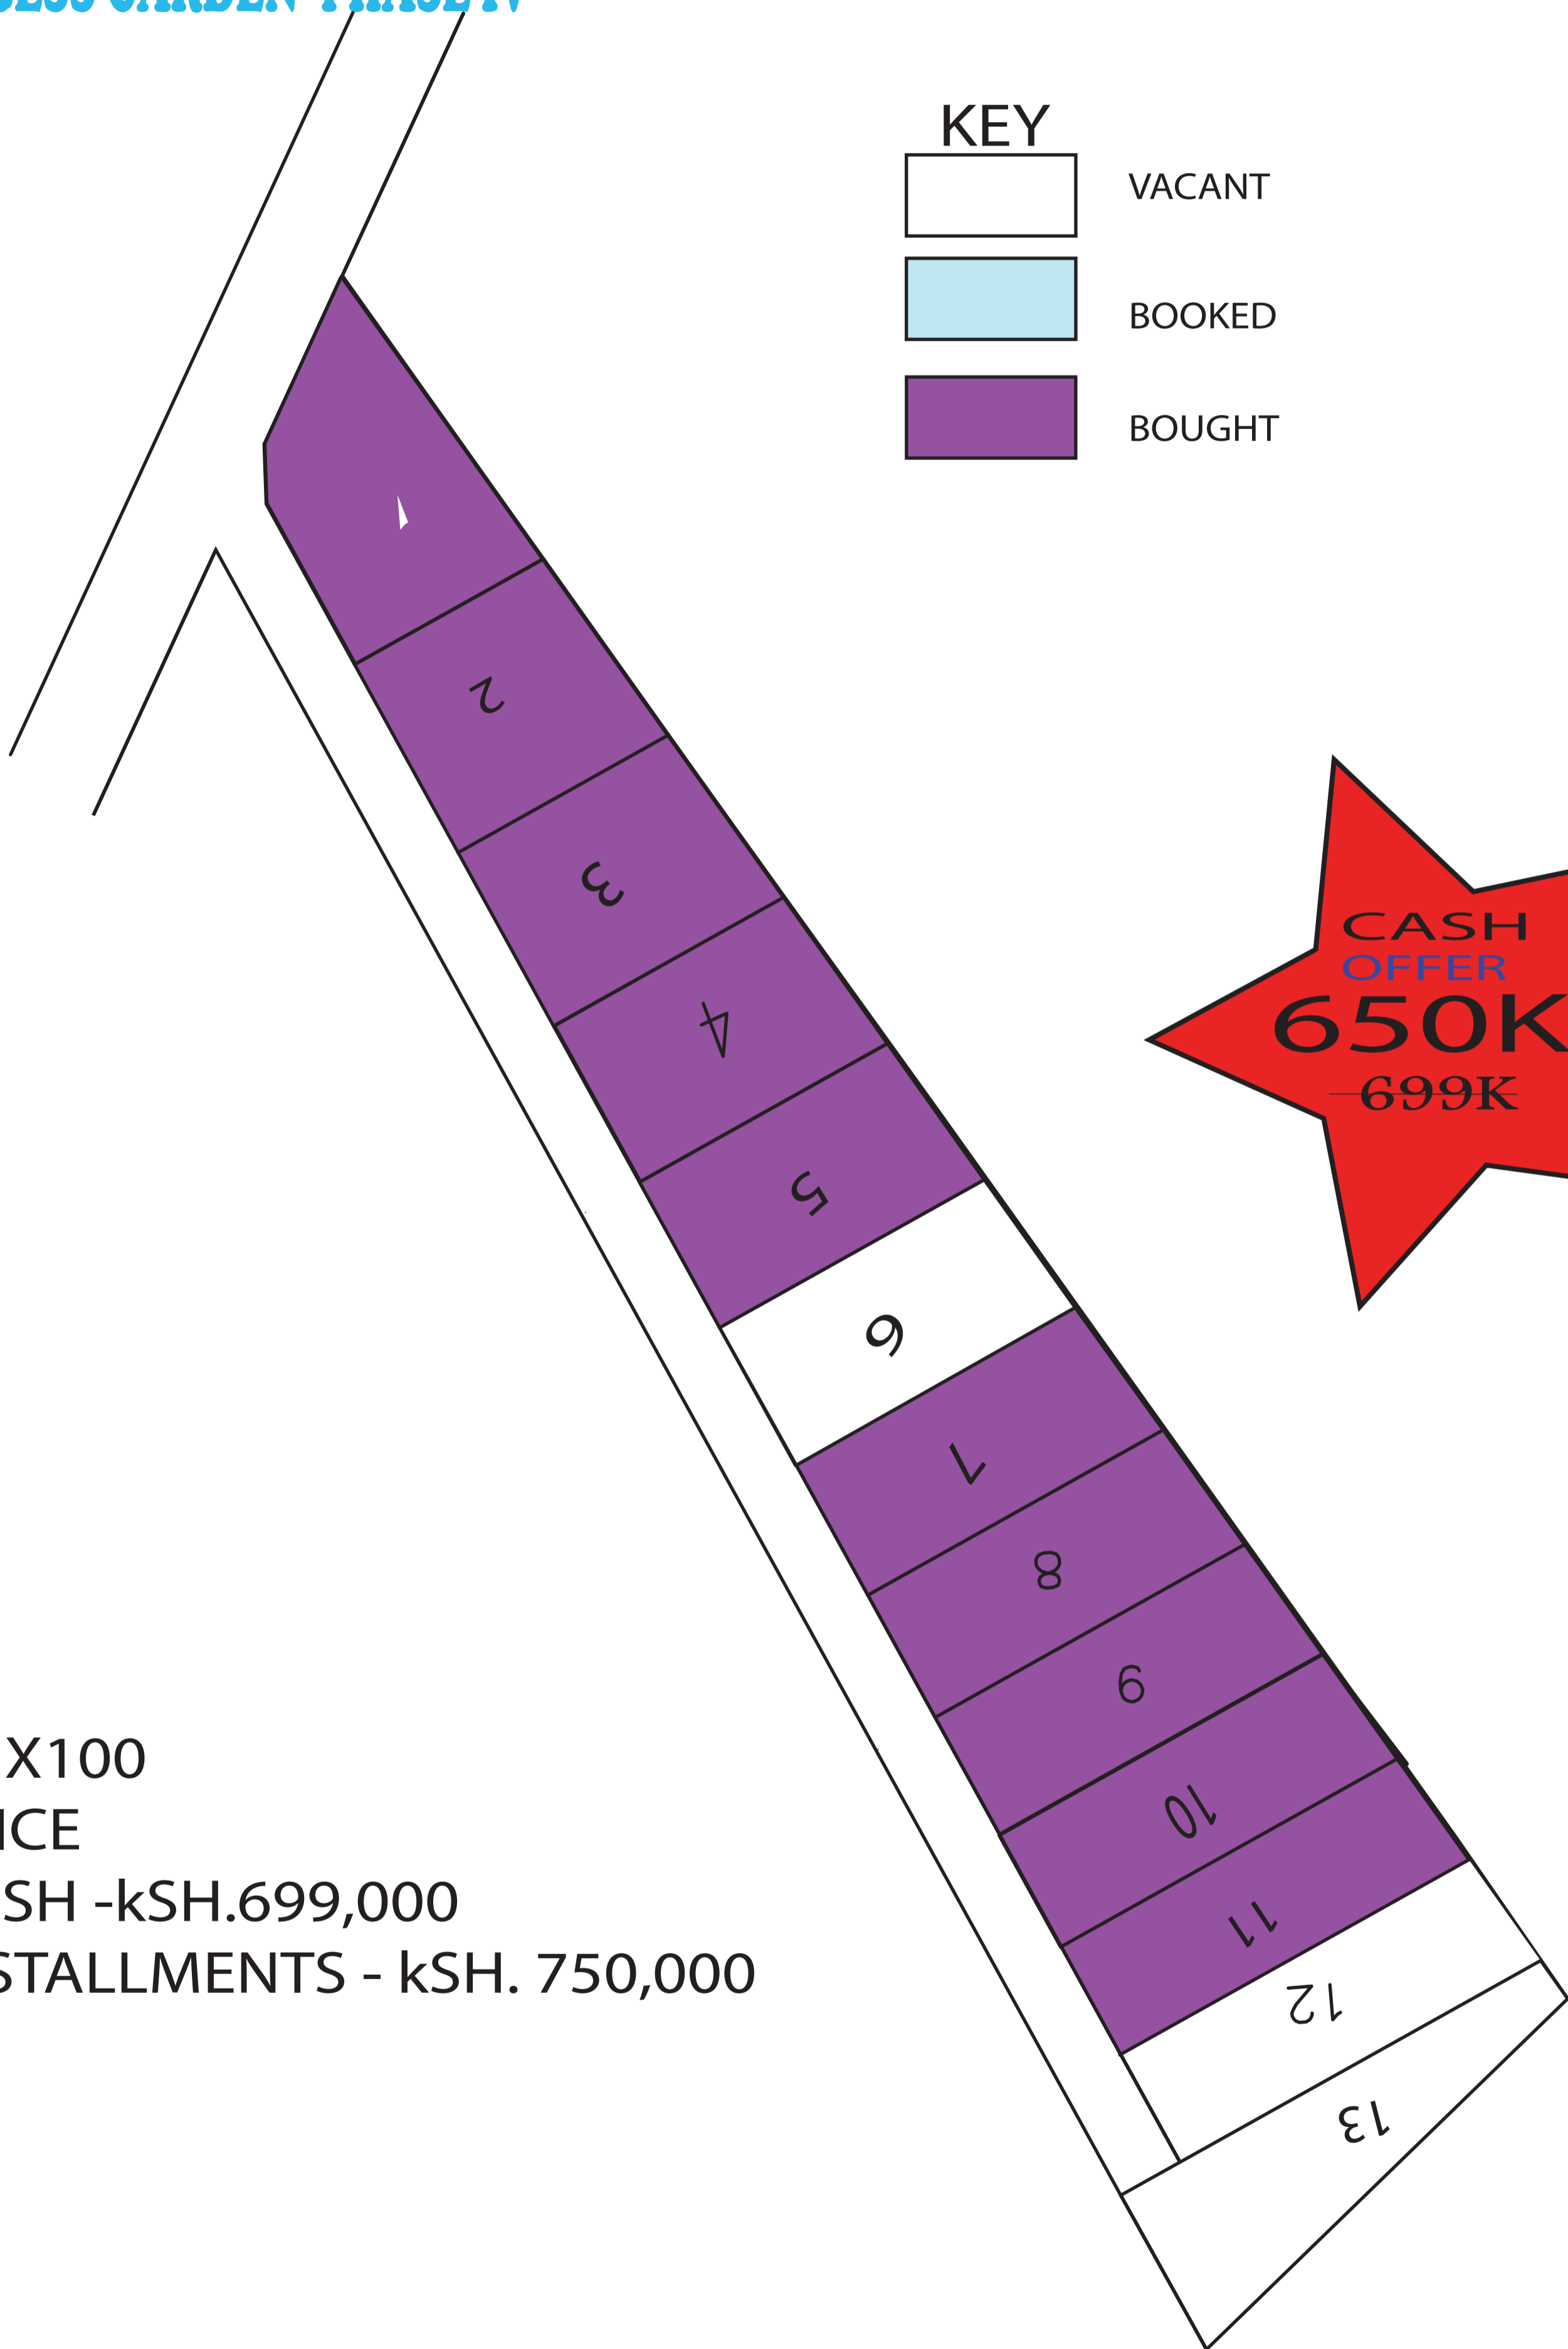 KEY
VACANT
BOOKED
BOUGHT
2
3
4
5
6
7
8
9
10
11
12
13
CASH
OFFER
650K
699K
X100
ICE
SH -kSH.699,000
STALLMENTS - kSH. 750,000